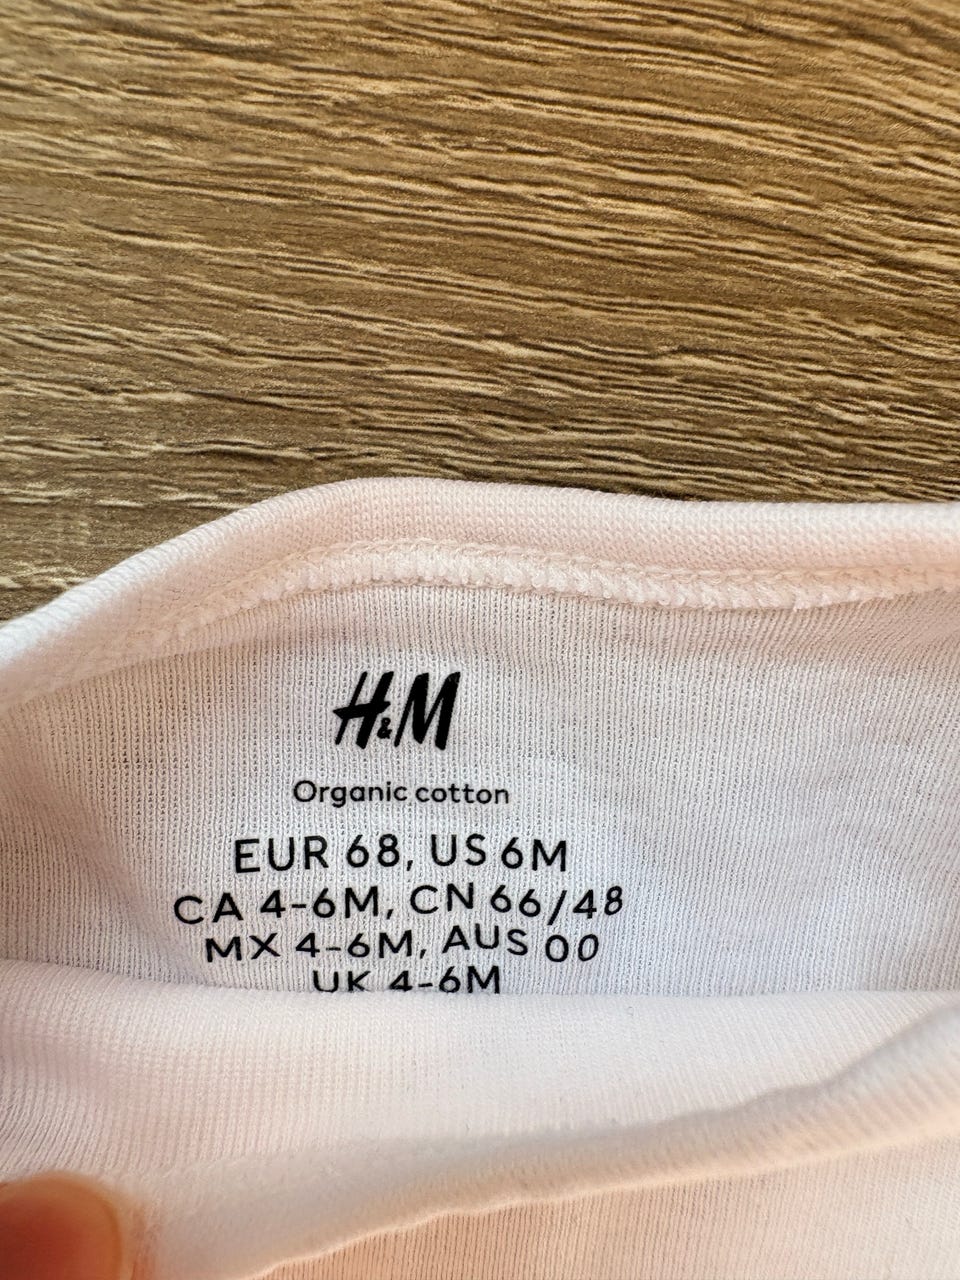 H&M
Organic cotton
EUR 68, US 6M
CA 4-6M, CN 66/48
MX 4-6M, AUS 00
UK 4-6M